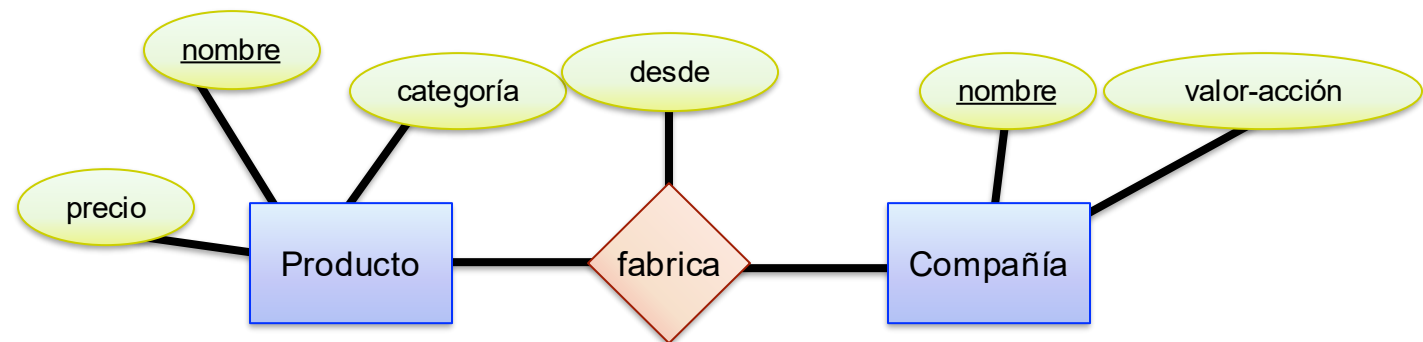 nombre
categoría
desde
nombre
valor-acción
precio
Producto
fabrica
Compañía